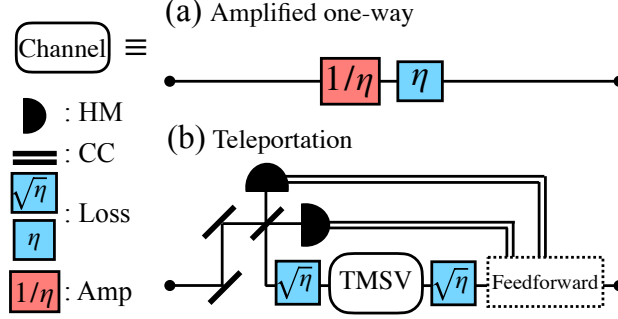 (a) Amplified one-way
Channel ≡
1/η η
: HM
: CC
(b) Teleportation
√η
: Loss
η
√η TMSV √η Feedforward
1/η : Amp